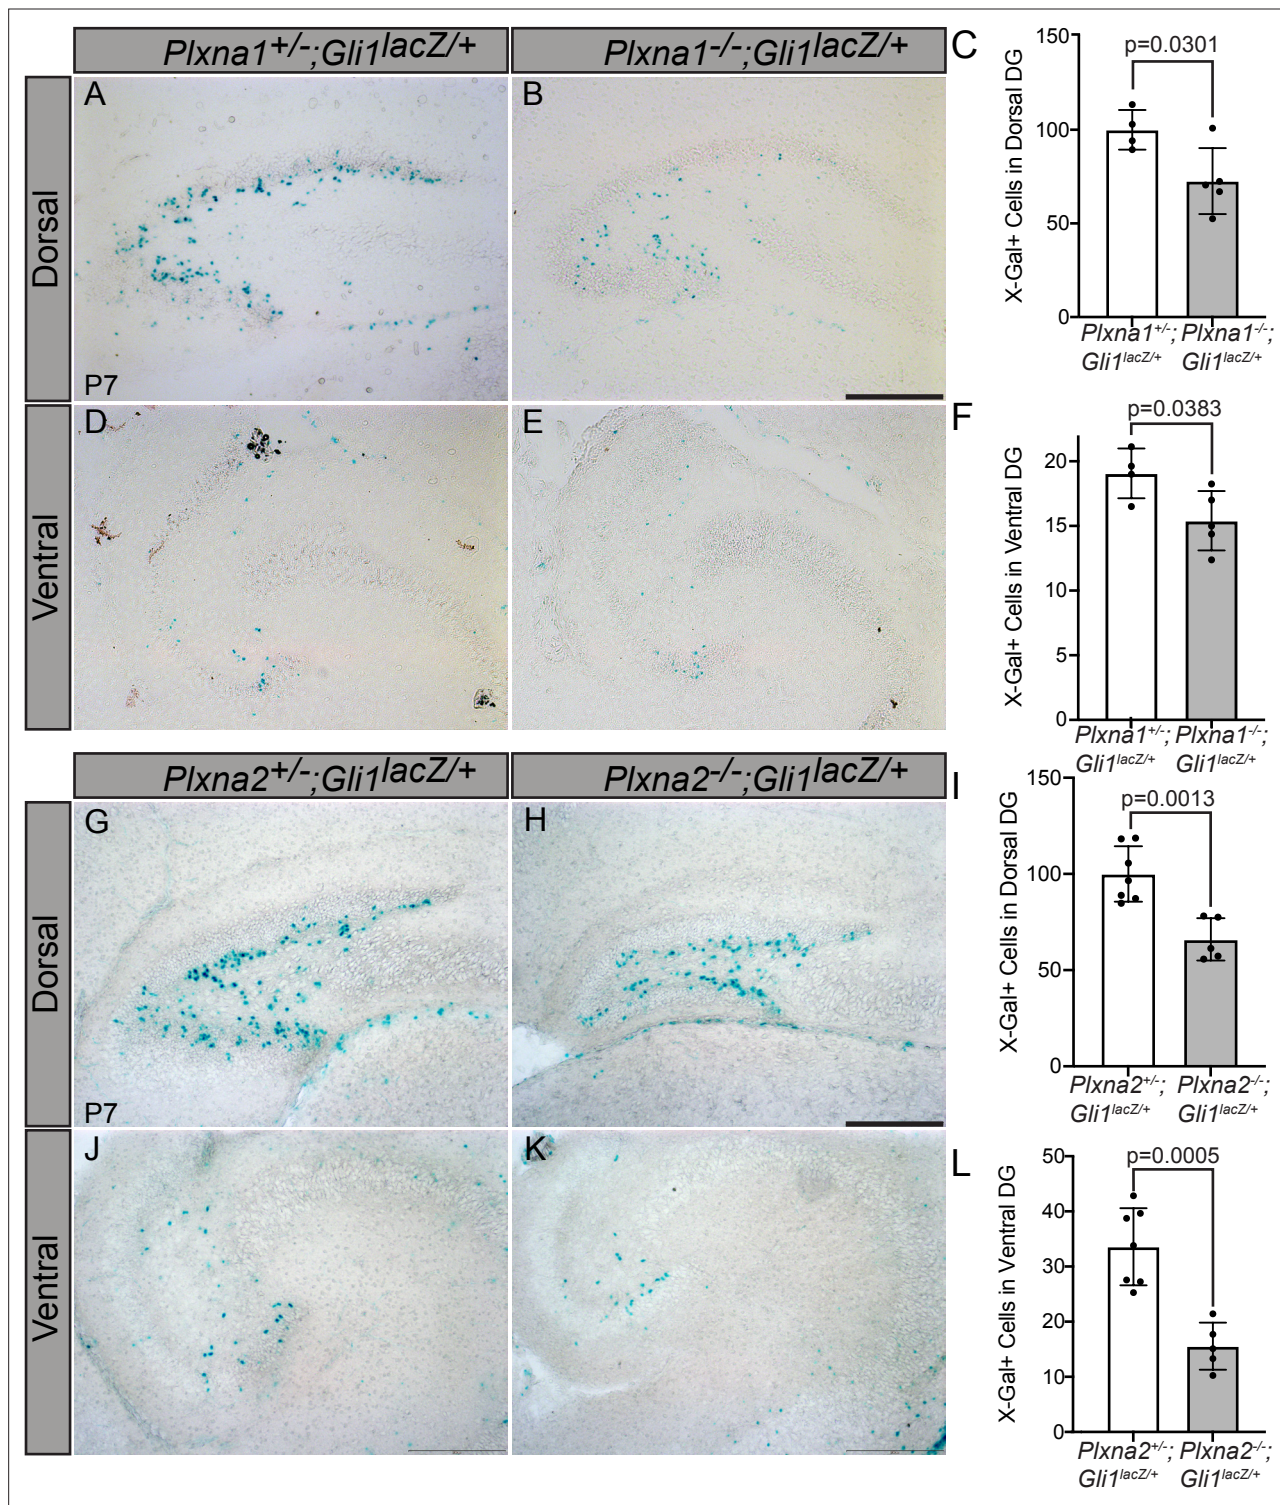 Plxna1+/-;Gli1lacZ/+
Plxna1-/-;Gli1lacZ/+
Dorsal
A
P7
B
C
X-Gal+ Cells in Dorsal DG
150
100
50
0
p=0.0301
Plxna1+/-; Plxna1-/-;
Gli1lacZ/+ Gli1lacZ/+
Ventral
D
E
F
X-Gal+ Cells in Ventral DG
20
15
10
5
0
p=0.0383
Plxna1+/-; Plxna1-/-;
Gli1lacZ/+ Gli1lacZ/+
Plxna2+/-;Gli1lacZ/+
Plxna2-/-;Gli1lacZ/+
Dorsal
G
P7
H
I
X-Gal+ Cells in Dorsal DG
150
100
50
0
p=0.0013
Plxna2+/-; Plxna2-/-;
Gli1lacZ/+ Gli1lacZ/+
Ventral
J
K
L
X-Gal+ Cells in Ventral DG
50
40
30
20
10
0
p=0.0005
Plxna2+/-; Plxna2-/-;
Gli1lacZ/+ Gli1lacZ/+